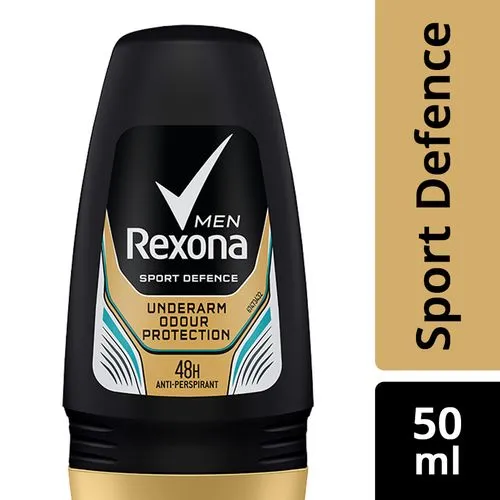 MEN
Rexona
SPORT DEFENCE
UNDERARM
ODOUR
PROTECTION
48H
ANTI-PERSPIRANT
Sport Defence
50
ml